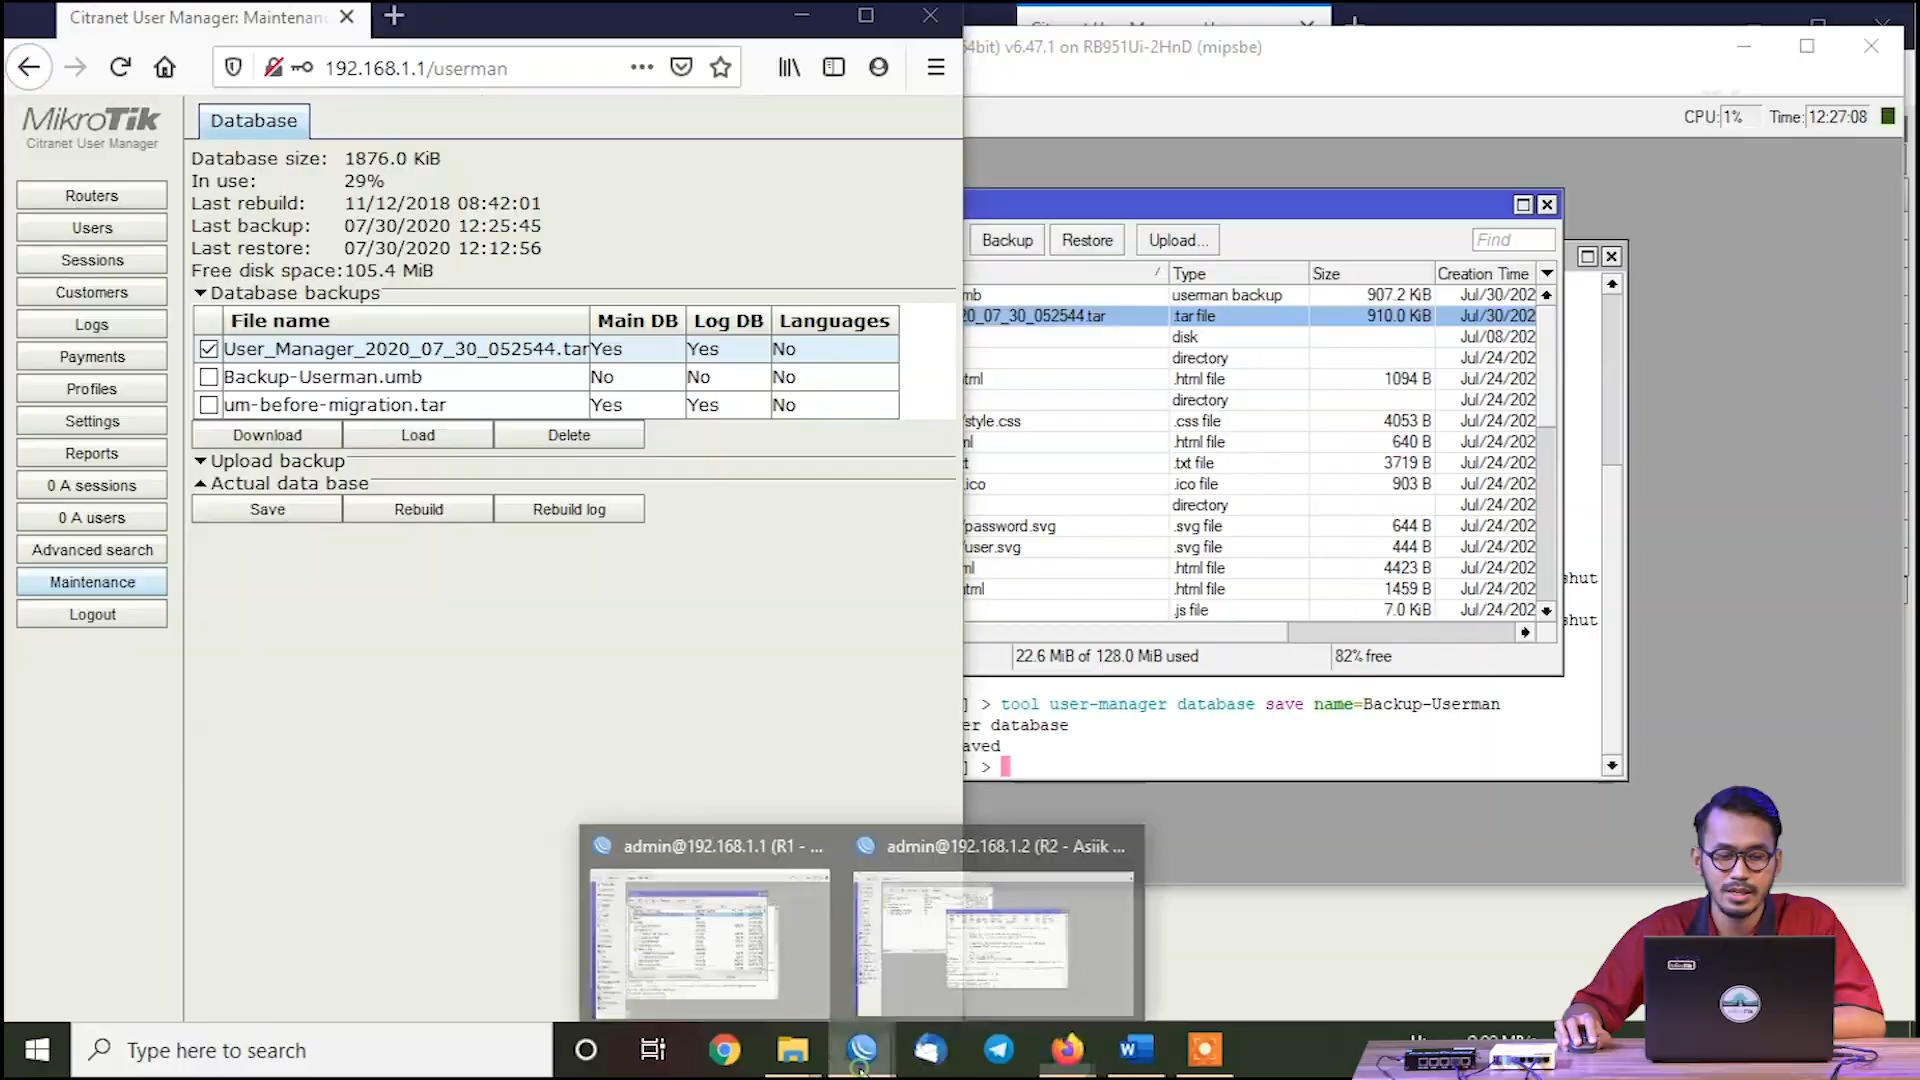 Citranet User Manager: Maintenan
192.168.1.1/userman
MikroTik
Citranet User Manager
Routers
Users
Sessions
Customers
Logs
Payments
Profiles
Settings
Reports
0 A sessions
0 A users
Advanced search
Maintenance
Logout
Database
Database size: 1876.0 KiB
In use: 29%
Last rebuild: 11/12/2018 08:42:01
Last backup: 07/30/2020 12:25:45
Last restore: 07/30/2020 12:12:56
Free disk space: 105.4 MiB
Database backups
File name Main DB Log DB Languages
User_Manager_2020_07_30_052544.tar Yes Yes No
Backup-Userman.umb No No No
um-before-migration.tar Yes Yes No
Download Load Delete
Upload backup
Actual data base
Save Rebuild Rebuild log
4bit) v6.47.1 on RB951Ui-2HnD (mipsbe)
CPU: 1% Time: 12:27:08
Backup Restore Upload... Find
Type Size Creation Time
mb userman backup 907.2 KiB Jul/30/202
20_07_30_052544.tar .tar file 910.0 KiB Jul/30/202
disk Jul/08/202
directory Jul/24/202
tml .html file 1094 B Jul/24/202
directory Jul/24/202
/style.css .css file 4053 B Jul/24/202
ml .html file 640 B Jul/24/202
t .txt file 3719 B Jul/24/202
.ico .ico file 903 B Jul/24/202
directory Jul/24/202
/password.svg .svg file 644 B Jul/24/202
/user.svg .svg file 444 B Jul/24/202
ml .html file 4423 B Jul/24/202
tml .html file 1459 B Jul/24/202
.js file 7.0 KiB Jul/24/202
22.6 MiB of 128.0 MiB used 82% free
shut
shut
] > tool user-manager database save name=Backup-Userman
er database
aved
] >
admin@192.168.1.1 (R1 - ...
admin@192.168.1.2 (R2 - Asiik ...
Type here to search